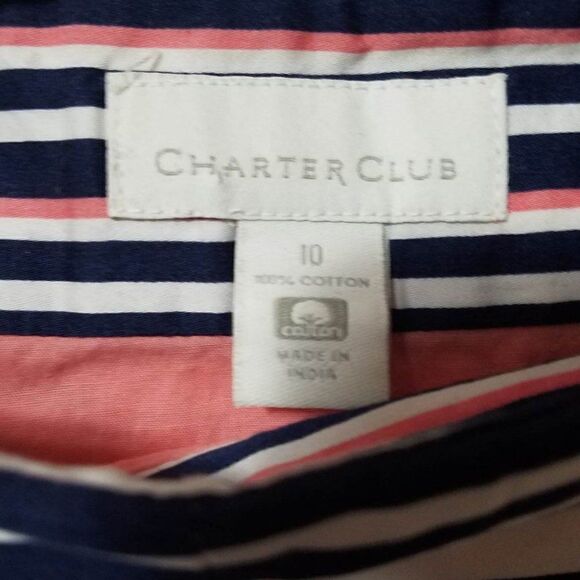 CHARTER CLUB
10
100% COTTON
cotton
MADE IN
INDIA